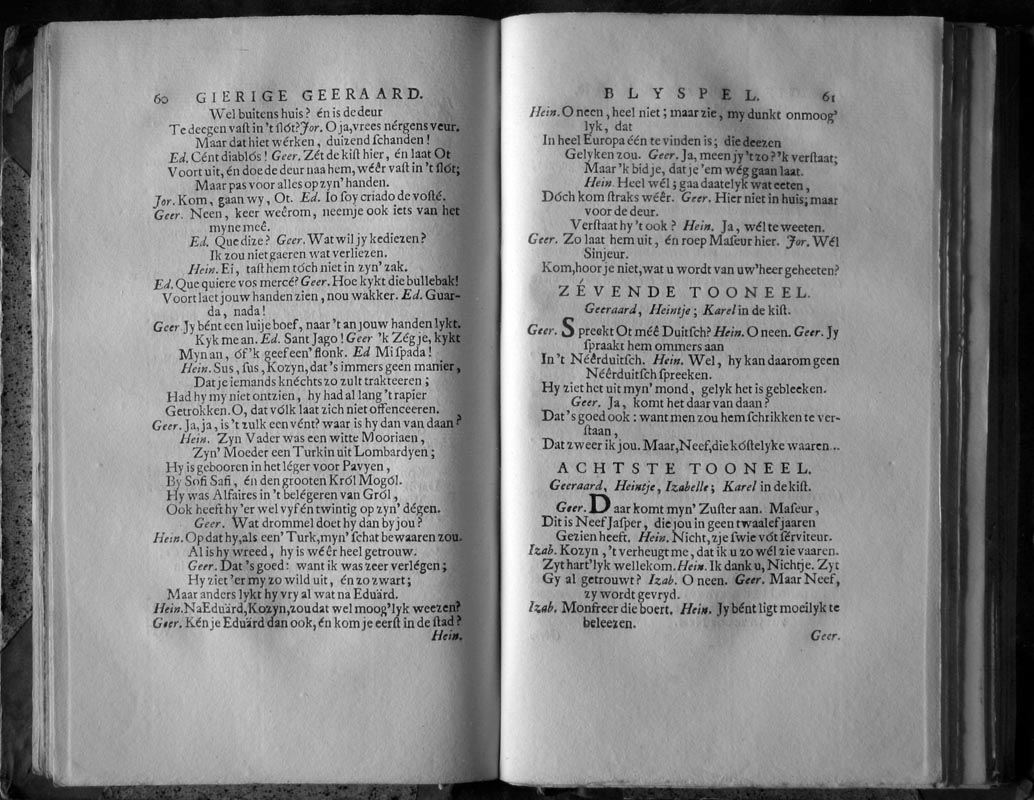 60 GIERIGE GEERAARD.
Wel buitens huis? én is de deur
Te deegen vaſt in 't ſlót? Jor. O ja, vrees nérgens veur.
Maar dat hiet wérken, duizend ſchanden!
Ed. Cént diablós! Geer. Zét de kiſt hier, én laat Ot
Voort uit, én doe de deur naa hem, wéêr vaſt in 't ſlót;
Maar pas voor alles op zyn' handen.
Jor. Kom, gaan wy, Ot. Ed. Io ſoy criado de voſté.
Geer. Neen, keer weêrom, neemje ook iets van het
myne meê.
Ed. Que dize? Geer. Wat wil jy kediezen?
Ik zou niet gaeren wat verliezen.
Hein. Ei, taſt hem tóch niet in zyn' zak.
Ed. Que quiere vos mercé? Geer. Hoe kykt die bullebak!
Voort laet jouw handen zien, nou wakker. Ed. Guar-
da, nada!
Geer. Jy bént een luije boef, naar 't an jouw handen lykt.
Kyk me an. Ed. Sant Jago! Geer 'k Zég je, kykt
Myn an, óf 'k geef een' flonk. Ed Mi ſpada!
Hein. Sus, ſus, Kozyn, dat's immers geen manier,
Dat je iemands knéchts zo zult trakteeren;
Had hy my niet ontzien, hy had al lang 't rapier
Getrokken. O, dat vólk laat zich niet offenceeren.
Geer. Ja, ja, is 't zulk een vént? waar is hy dan van daan?
Hein. Zyn Vader was een witte Mooriaen,
Zyn' Moeder een Turkin uit Lombardyen;
Hy is gebooren in het léger voor Pavyen,
By Sofi Safi, én den grooten Król Mogól.
Hy was Alfaires in 't belégeren van Gról,
Ook heeft hy 'er wel vyf én twintig op zyn' dégen.
Geer. Wat drommel doet hy dan by jou?
Hein. Op dat hy, als een' Turk, myn' ſchat bewaaren zou.
Al is hy wreed, hy is wéêr heel getrouw.
Geer. Dat's goed: want ik was zeer verlégen;
Hy ziet 'er my zo wild uit, én zo zwart;
Maar anders lykt hy vry al wat na Eduärd.
Hein. Na Eduärd, Kozyn, zou dat wel moog'lyk weezen?
Geer. Kén je Eduärd dan ook, én kom je eerſt in de ſtad?
Hein.
BLYSPEL. 61
Hein. O neen, heel niet; maar zie, my dunkt onmoog'
lyk, dat
In heel Europa één te vinden is; die deezen
Gelyken zou. Geer. Ja, meen jy 't zo? 'k verſtaat;
Maar 'k bid je, dat je 'em wég gaan laat.
Hein. Heel wél; gaa daatelyk wat eeten,
Dóch kom ſtraks wéêr. Geer. Hier niet in huis; maar
voor de deur.
Verſtaat hy 't ook? Hein. Ja, wél te weeten.
Geer. Zo laat hem uit, én roep Maſeur hier. Jor. Wél
Sinjeur.
Kom, hoor je niet, wat u wordt van uw' heer geheeten?
ZÉVENDE TOONEEL.
Geeraard, Heintje; Karel in de kiſt.
Geer. Spreekt Ot méê Duitſch? Hein. O neen. Geer. Jy
ſpraakt hem ommers aan
In 't Néêrduitſch. Hein. Wel, hy kan daarom geen
Néêrduitſch ſpreeken.
Hy ziet het uit myn' mond, gelyk het is gebleeken.
Geer. Ja, komt het daar van daan?
Dat's goed ook: want men zou hem ſchrikken te ver-
ſtaan,
Dat zweer ik jou. Maar, Neef, die kóſtelyke waaren...
ACHTSTE TOONEEL.
Geeraard, Heintje, Izabelle; Karel in de kiſt.
Geer. Daar komt myn' Zuſter aan. Maſeur,
Dit is Neef Jaſper, die jou in geen twaalef jaaren
Gezien heeft. Hein. Nicht, zje ſwie vót ſérviteur.
Izab. Kozyn, 't verheugt me, dat ik u zo wél zie vaaren.
Zyt hart'lyk wellekom. Hein. Ik dank u, Nichtje. Zyt
Gy al getrouwt? Izab. O neen. Geer. Maar Neef,
zy wordt gevryd.
Izab. Monfreer die boert. Hein. Jy bént ligt moeilyk te
beleezen.
Geer.